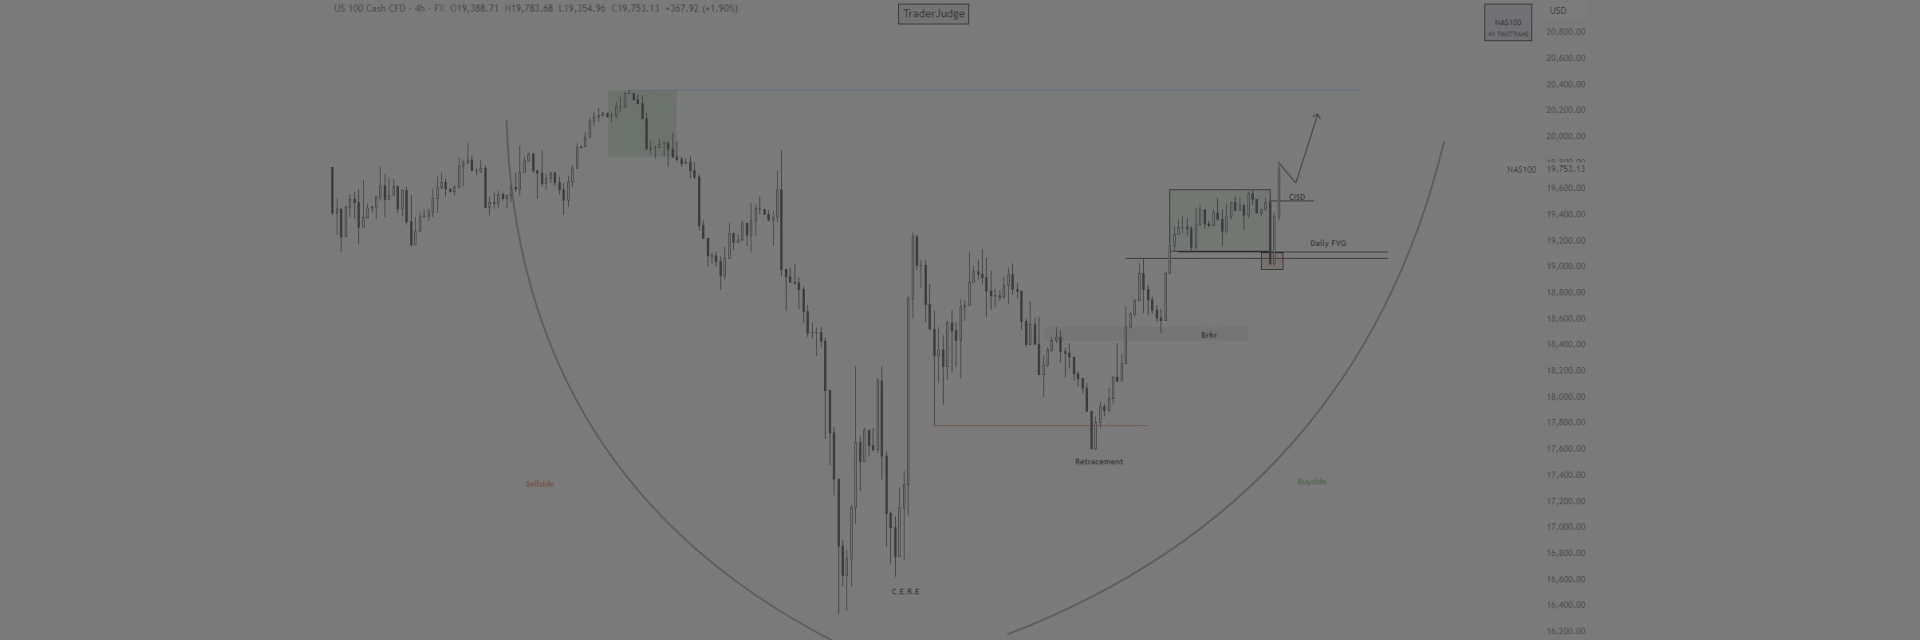 US 100 Cash CFD · 4h · FX O19,388.71 H19,783.68 L19,354.96 C19,753.13 +367.92 (+1.90%)
TraderJudge
NAS100
4H TIMEFRAME
USD
20,800.00
20,600.00
20,400.00
20,200.00
20,000.00
19,800.00
NAS100 19,753.13
19,600.00
19,400.00
19,200.00
19,000.00
18,800.00
18,600.00
18,400.00
18,200.00
18,000.00
17,800.00
17,600.00
17,400.00
17,200.00
17,000.00
16,800.00
16,600.00
16,400.00
16,200.00
CISD
Daily FVG
Brkr
Retracement
Sellside
Buyside
C.E.R.E